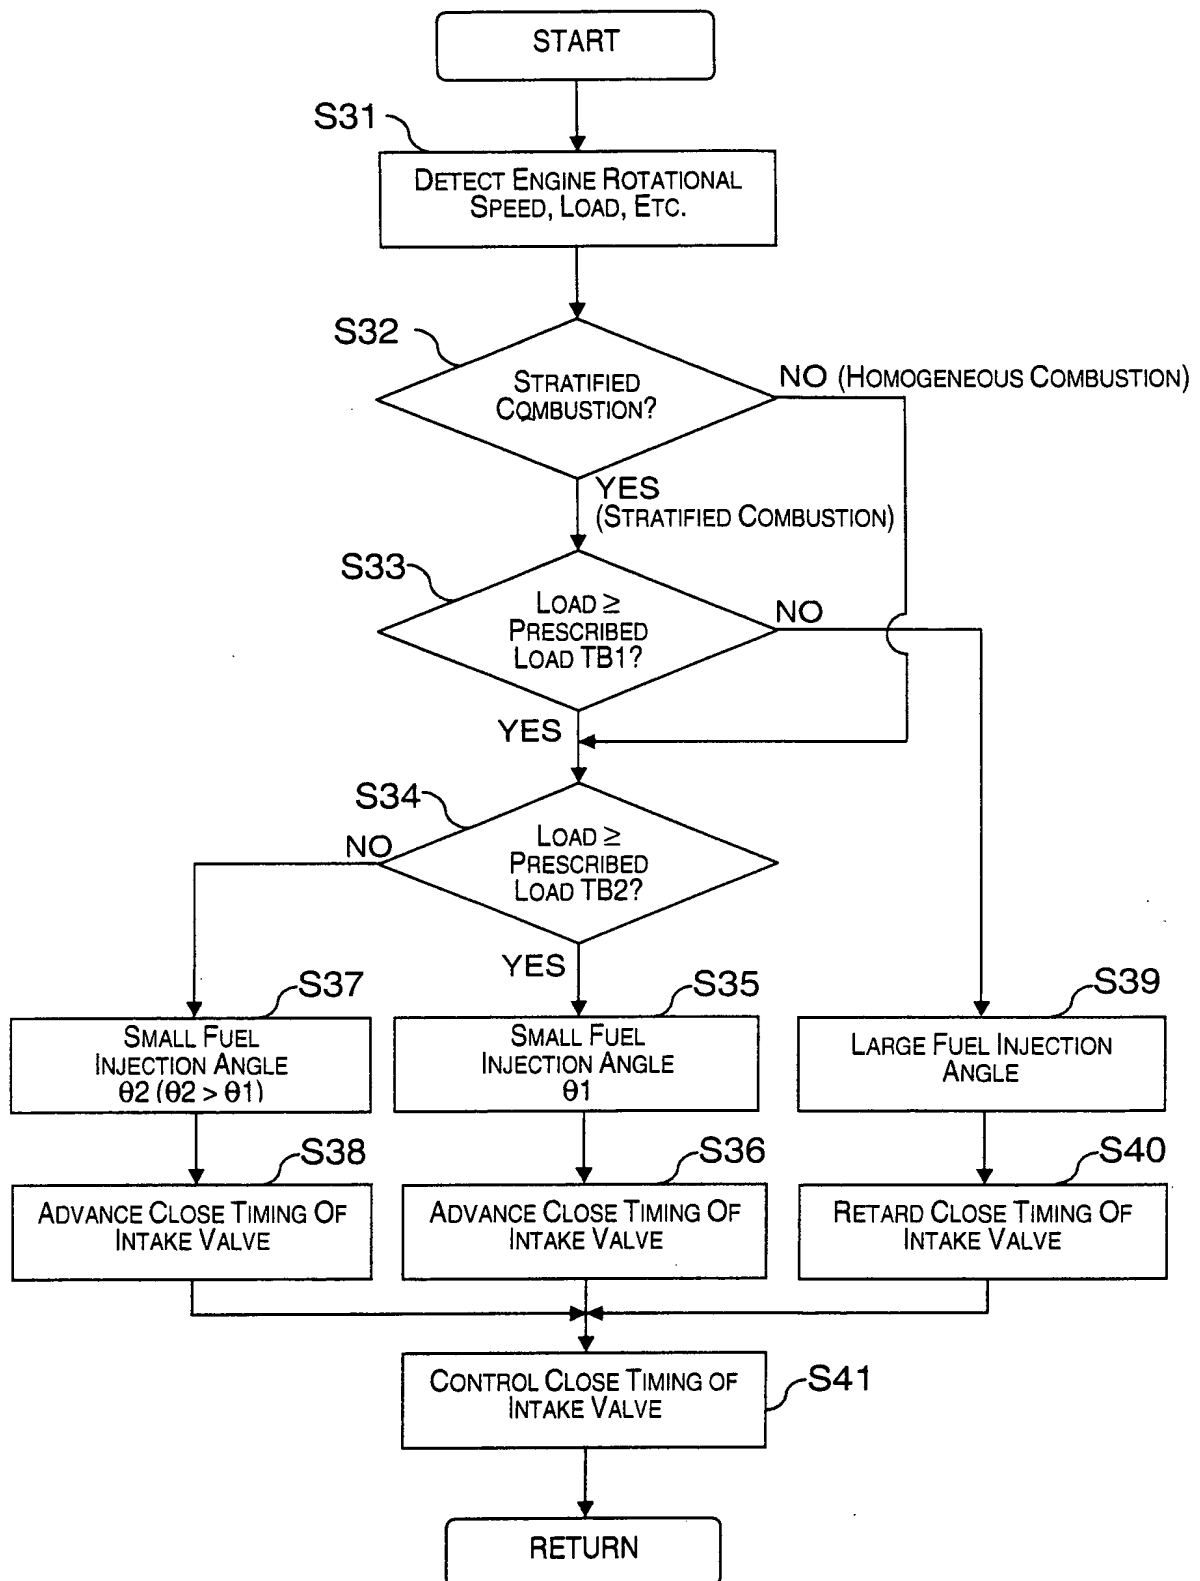 START
S31
DETECT ENGINE ROTATIONAL
SPEED, LOAD, ETC.
S32
STRATIFIED
COMBUSTION?
NO (HOMOGENEOUS COMBUSTION)
YES
(STRATIFIED COMBUSTION)
S33
LOAD ≥
PRESCRIBED
LOAD TB1?
NO
YES
S34
LOAD ≥
PRESCRIBED
LOAD TB2?
NO
YES
S37
SMALL FUEL
INJECTION ANGLE
θ2 (θ2 > θ1)
S35
SMALL FUEL
INJECTION ANGLE
θ1
S39
LARGE FUEL INJECTION
ANGLE
S38
ADVANCE CLOSE TIMING OF
INTAKE VALVE
S36
ADVANCE CLOSE TIMING OF
INTAKE VALVE
S40
RETARD CLOSE TIMING OF
INTAKE VALVE
CONTROL CLOSE TIMING OF
INTAKE VALVE
S41
RETURN